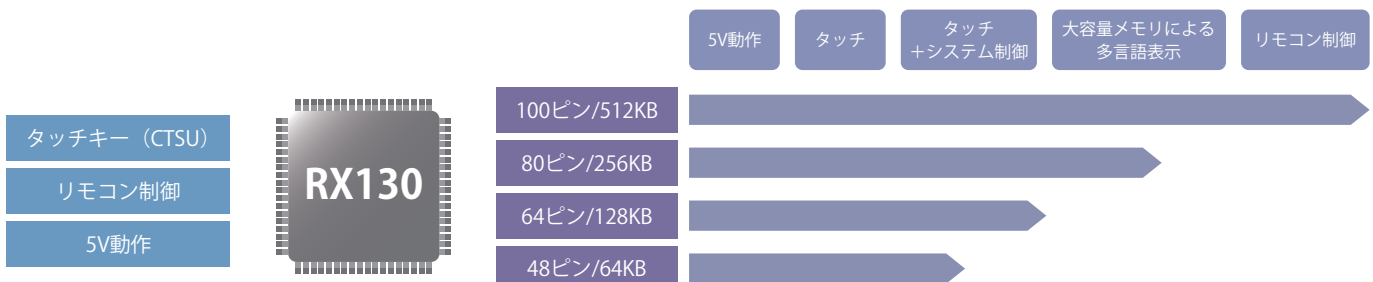 5V動作
タッチ
タッチ
＋システム制御
大容量メモリによる
多言語表示
リモコン制御
タッチキー（CTSU）
リモコン制御
5V動作
RX130
100ピン/512KB
80ピン/256KB
64ピン/128KB
48ピン/64KB